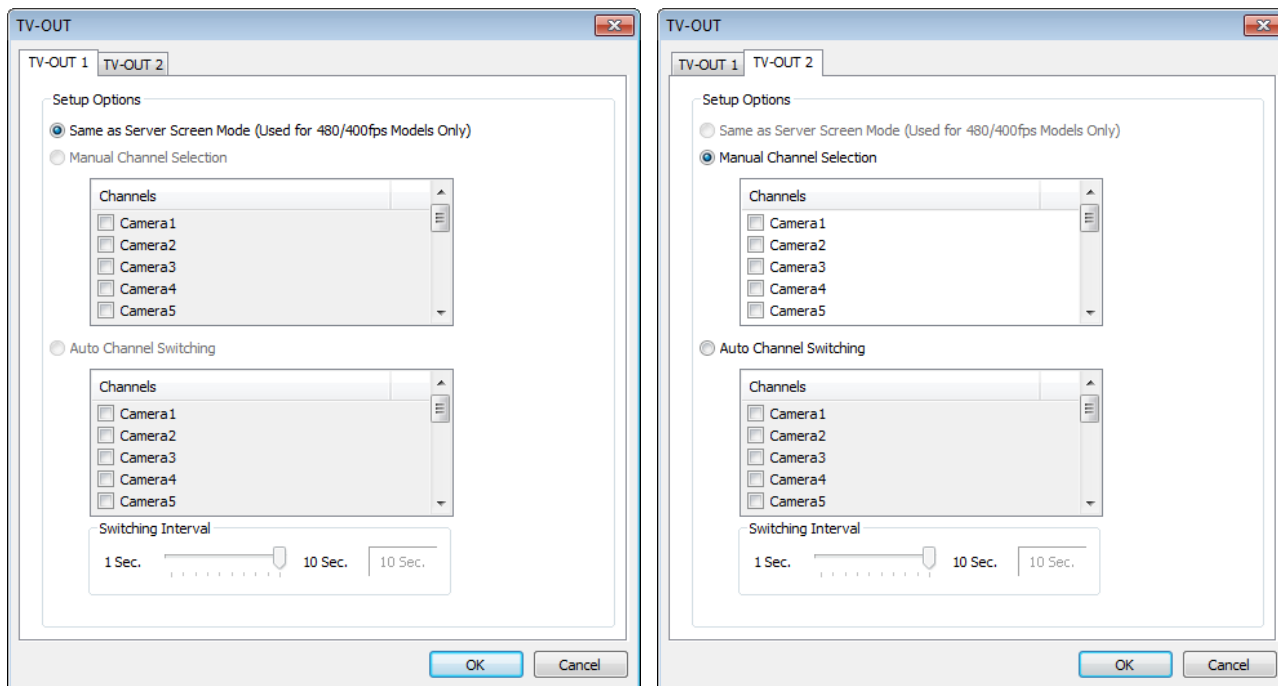 TV-OUT
TV-OUT 1 TV-OUT 2
Setup Options
Same as Server Screen Mode (Used for 480/400fps Models Only)
Manual Channel Selection
Channels
Camera1
Camera2
Camera3
Camera4
Camera5
Auto Channel Switching
Channels
Camera1
Camera2
Camera3
Camera4
Camera5
Switching Interval
1 Sec. 10 Sec. 10 Sec.
OK Cancel
TV-OUT
TV-OUT 1 TV-OUT 2
Setup Options
Same as Server Screen Mode (Used for 480/400fps Models Only)
Manual Channel Selection
Channels
Camera1
Camera2
Camera3
Camera4
Camera5
Auto Channel Switching
Channels
Camera1
Camera2
Camera3
Camera4
Camera5
Switching Interval
1 Sec. 10 Sec. 10 Sec.
OK Cancel